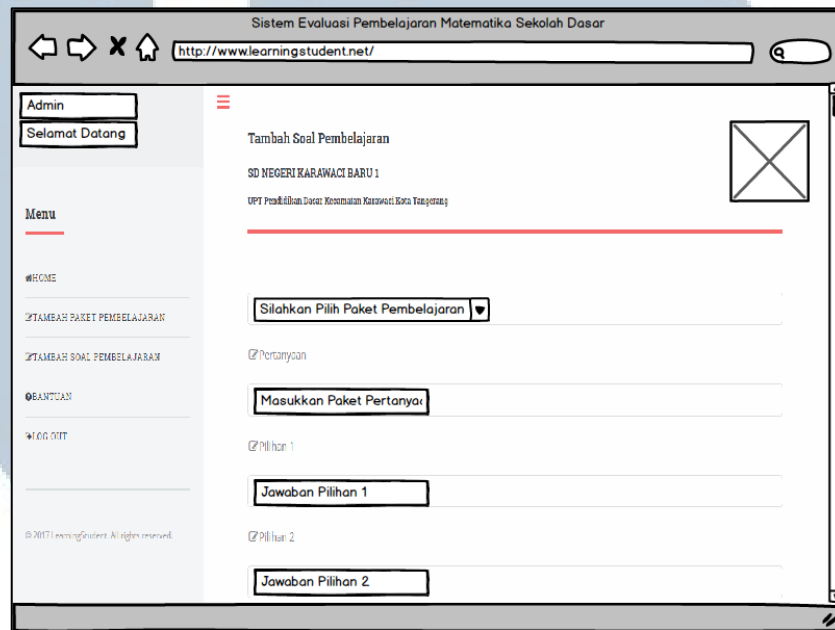 Sistem Evaluasi Pembelajaran Matematika Sekolah Dasar
http://www.learningstudent.net/
Admin
Selamat Datang
Menu
HOME
TAMBAH PAKET PEMBELAJARAN
TAMBAH SOAL PEMBELAJARAN
BANTUAN
LOG OUT
© 2017 LearningStudent. All rights reserved.
Tambah Soal Pembelajaran
SD NEGERI KARAWACI BARU 1
UPT Pendidikan Dasar Kecamatan Karawaci Kota Tangerang
Silahkan Pilih Paket Pembelajaran
Pertanyaan
Masukkan Paket Pertanyaa
Pilihan 1
Jawaban Pilihan 1
Pilihan 2
Jawaban Pilihan 2